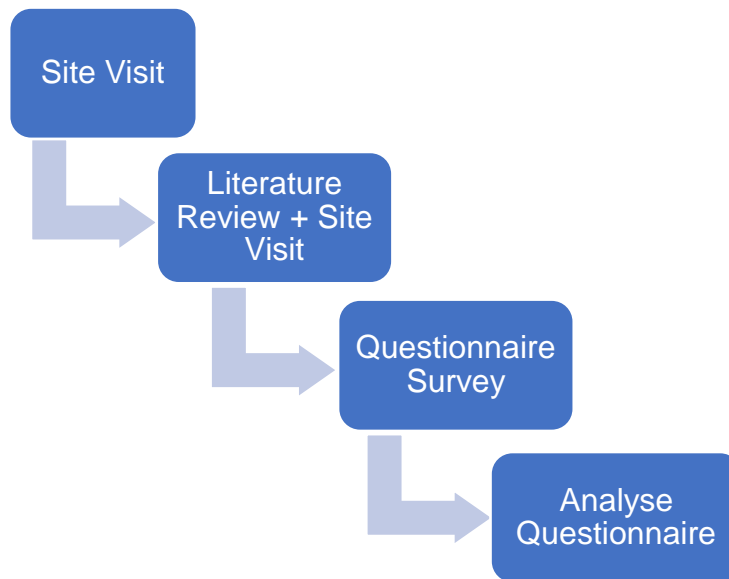 Site Visit
Literature
Review + Site
Visit
Questionnaire
Survey
Analyse
Questionnaire